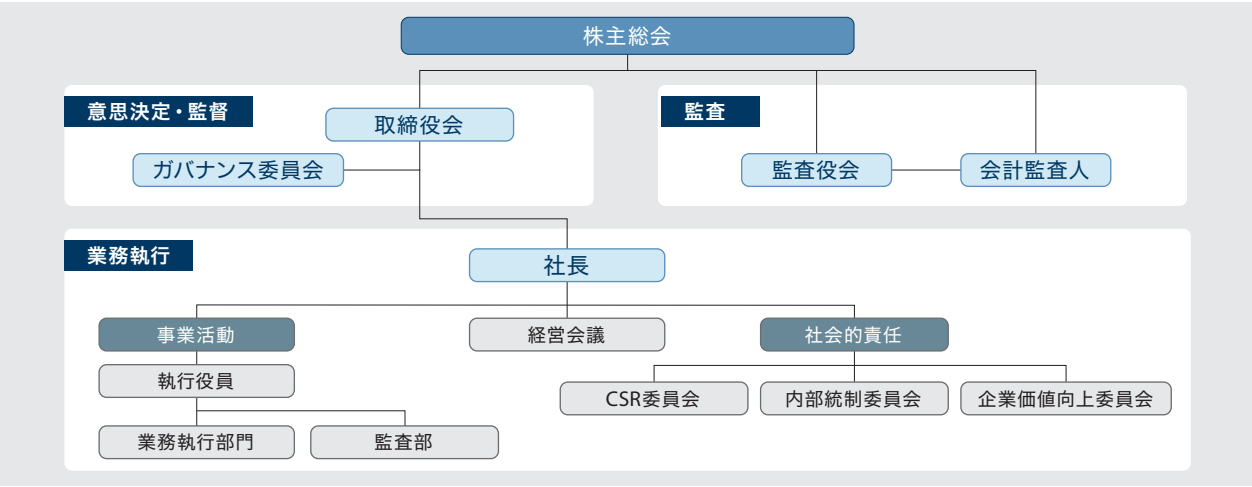 株主総会
意思決定・監督
取締役会
ガバナンス委員会
監査
監査役会
会計監査人
業務執行
社長
事業活動
経営会議
社会的責任
執行役員
CSR委員会
内部統制委員会
企業価値向上委員会
業務執行部門
監査部